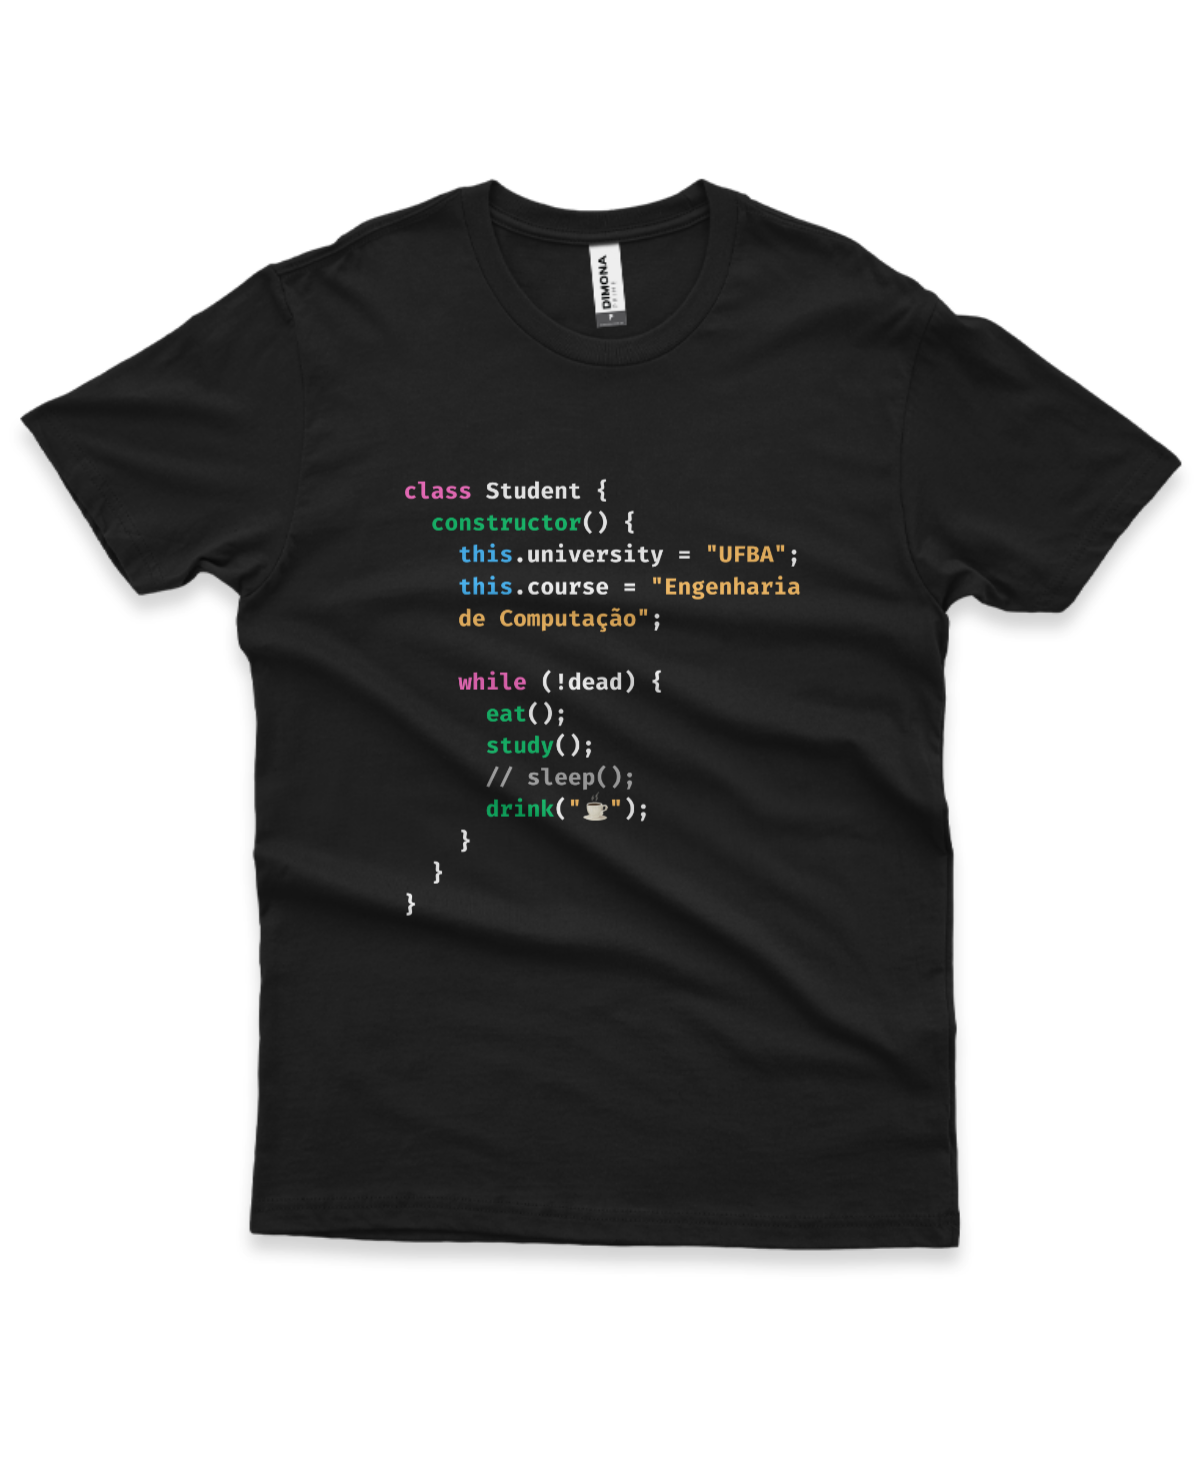 DIMONA
class Student {
constructor() {
this.university = "UFBA";
this.course = "Engenharia
de Computação";
while (!dead) {
eat();
study();
// sleep();
drink("☕");
}
}
}